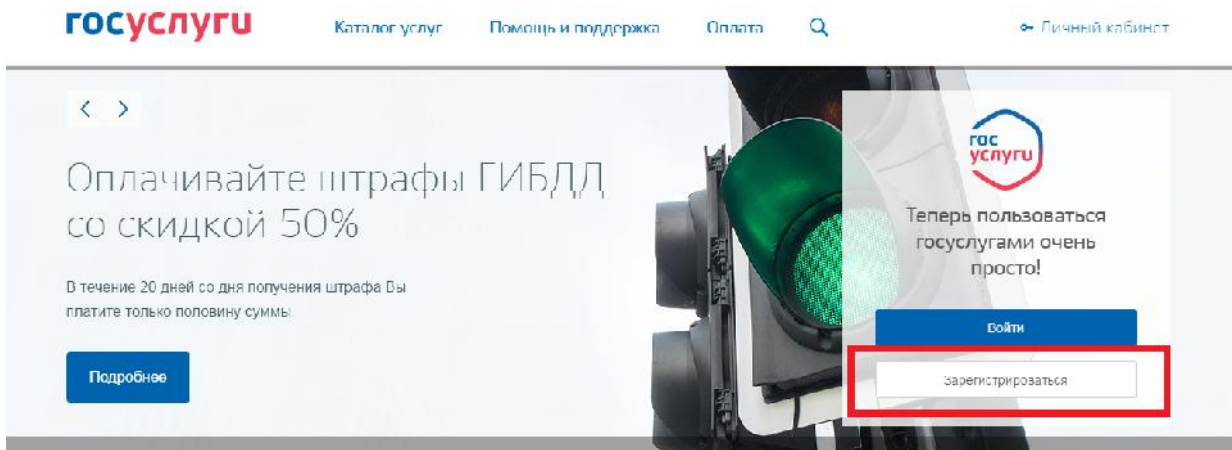 госуслуги Каталог услуг Помощь и поддержка Оплата Личный кабинет
Оплачивайте штрафы ГИБДД
со скидкой 50%
В течение 20 дней со дня получения штрафа Вы
платите только половину суммы.
Подробнее
гос
услуги
Теперь пользоваться
госуслугами очень
просто!
Войти
Зарегистрироваться